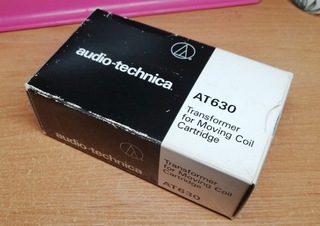 audio-technica.
AT630
Transformer
for Moving Coil
Cartridge
audio-technica
Transformer
for Moving Coil
Cartridge
AT630